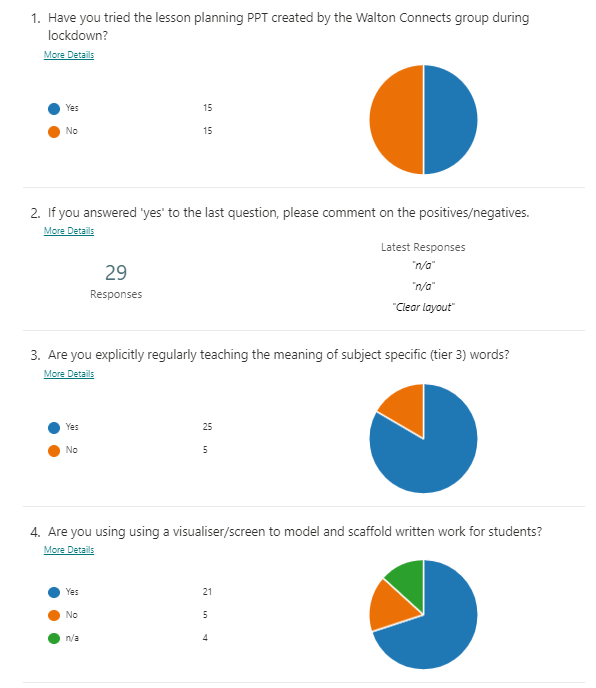 1. Have you tried the lesson planning PPT created by the Walton Connects group during
lockdown?
More Details
Yes 15
No 15
2. If you answered 'yes' to the last question, please comment on the positives/negatives.
More Details
29
Responses
Latest Responses
"n/a"
"n/a"
"Clear layout"
3. Are you explicitly regularly teaching the meaning of subject specific (tier 3) words?
More Details
Yes 25
No 5
4. Are you using using a visualiser/screen to model and scaffold written work for students?
More Details
Yes 21
No 5
n/a 4